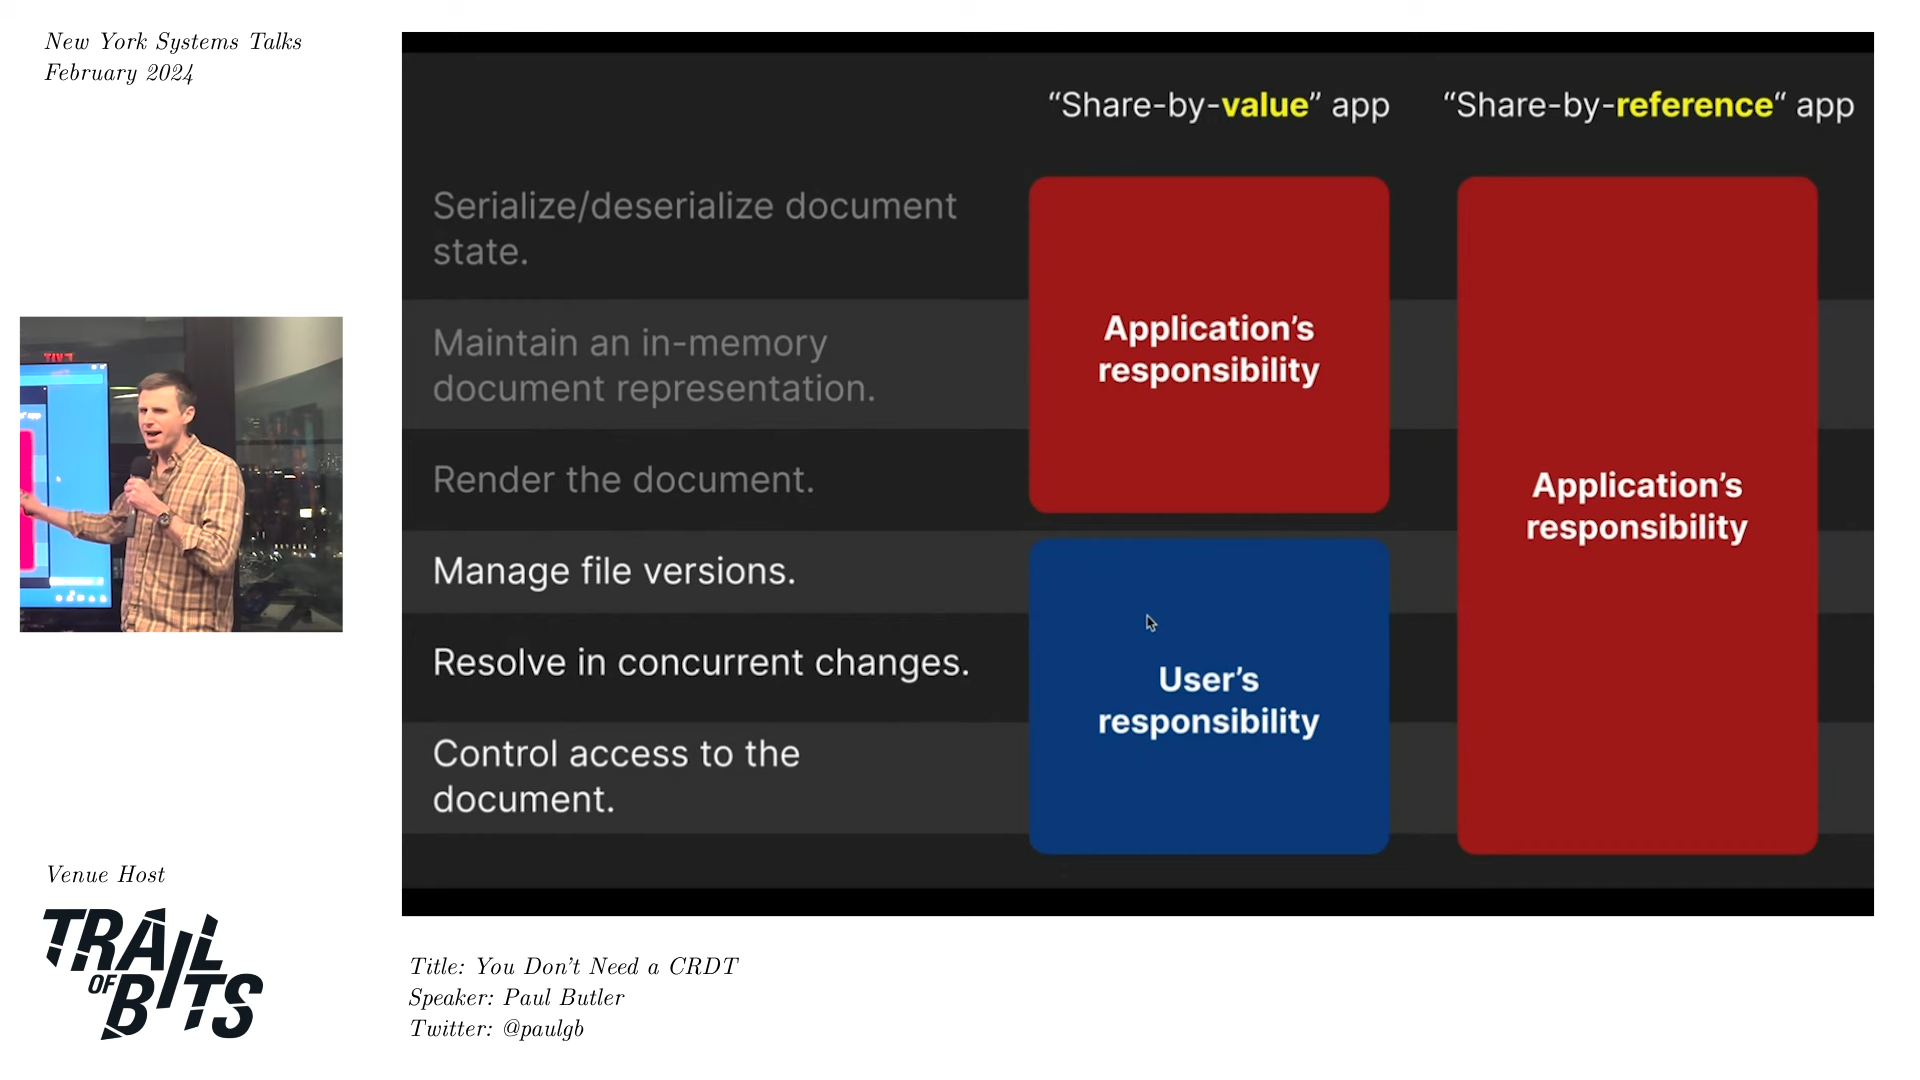 New York Systems Talks
February 2024
“Share-by-value” app
“Share-by-reference“ app
Serialize/deserialize document
state.
Maintain an in-memory
document representation.
Render the document.
Manage file versions.
Resolve in concurrent changes.
Control access to the
document.
Application’s
responsibility
User’s
responsibility
Application’s
responsibility
Venue Host
TRAIL
OF
BITS
Title: You Don't Need a CRDT
Speaker: Paul Butler
Twitter: @paulgb